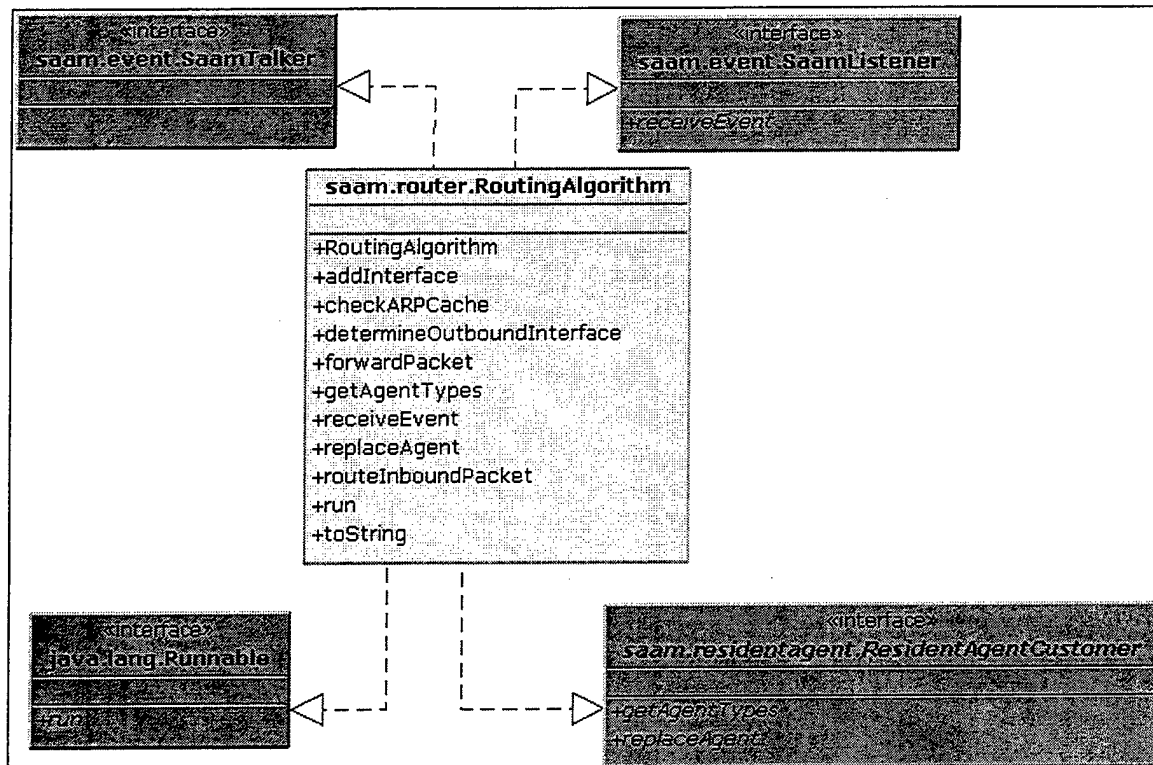 «interface»
saam.event.SaamTalker
«interface»
saam.event.SaamListener
+receiveEvent
saam.router.RoutingAlgorithm
+RoutingAlgorithm
+addInterface
+checkARPCache
+determineOutboundInterface
+forwardPacket
+getAgentTypes
+receiveEvent
+replaceAgent
+routeInboundPacket
+run
+toString
«interface»
java.lang.Runnable
+run
«interface»
saam.residentagent.ResidentAgentCustomer
+getAgentTypes
+replaceAgent